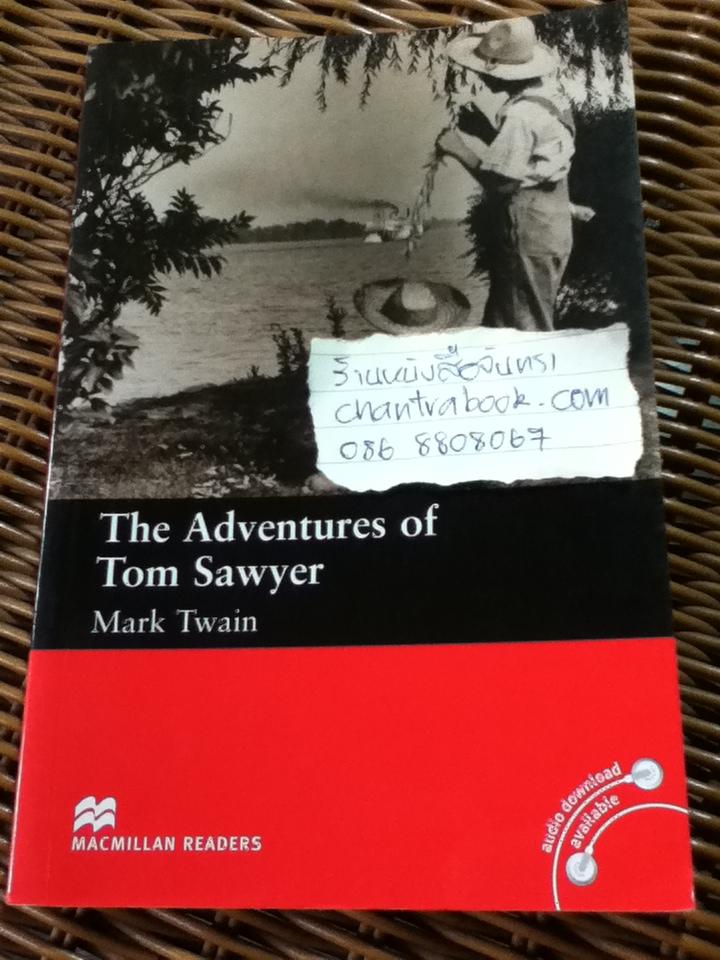 ร้านหนังสือจันทรา
chantrabook.com
086 8808067
The Adventures of
Tom Sawyer
Mark Twain
MACMILLAN READERS
audio download
available